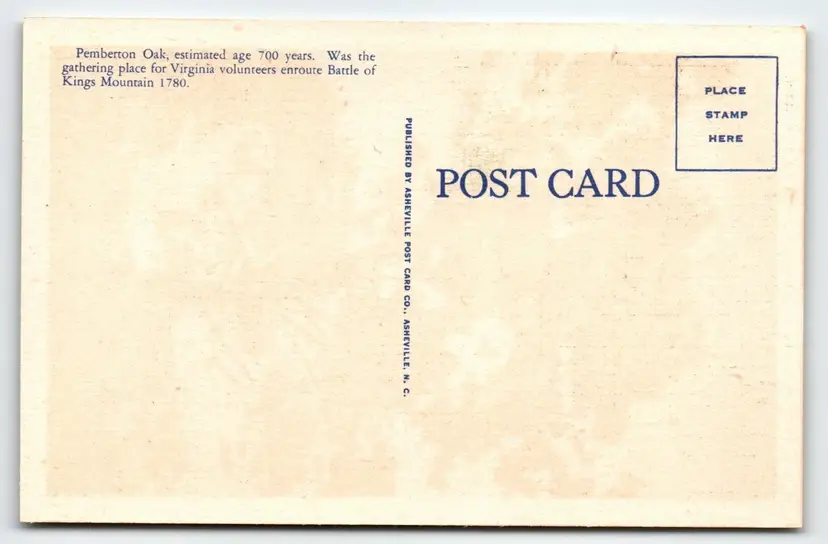 Pemberton Oak, estimated age 700 years. Was the
gathering place for Virginia volunteers enroute Battle of
Kings Mountain 1780.
PUBLISHED BY ASHEVILLE POST CARD CO., ASHEVILLE, N. C.
POST CARD
PLACE
STAMP
HERE